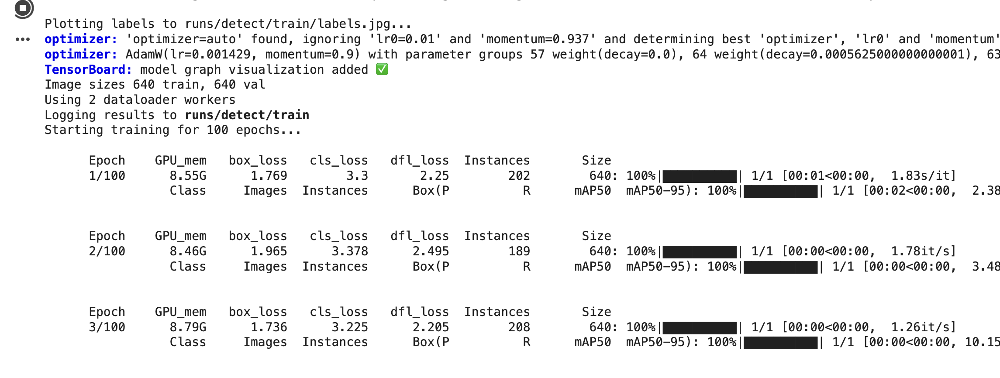 Plotting labels to runs/detect/train/labels.jpg...
optimizer: 'optimizer=auto' found, ignoring 'lr0=0.01' and 'momentum=0.937' and determining best 'optimizer', 'lr0' and 'momentum'
optimizer: AdamW(lr=0.001429, momentum=0.9) with parameter groups 57 weight(decay=0.0), 64 weight(decay=0.0005625000000000001), 63
TensorBoard: model graph visualization added ✅
Image sizes 640 train, 640 val
Using 2 dataloader workers
Logging results to runs/detect/train
Starting training for 100 epochs...
Epoch GPU_mem box_loss cls_loss dfl_loss Instances Size
1/100 8.55G 1.769 3.3 2.25 202 640: 100%|██████████| 1/1 [00:01<00:00, 1.83s/it]
Class Images Instances Box(P R mAP50 mAP50-95): 100%|██████████| 1/1 [00:02<00:00, 2.38
Epoch GPU_mem box_loss cls_loss dfl_loss Instances Size
2/100 8.46G 1.965 3.378 2.495 189 640: 100%|██████████| 1/1 [00:00<00:00, 1.78it/s]
Class Images Instances Box(P R mAP50 mAP50-95): 100%|██████████| 1/1 [00:00<00:00, 3.48
Epoch GPU_mem box_loss cls_loss dfl_loss Instances Size
3/100 8.79G 1.736 3.225 2.205 208 640: 100%|██████████| 1/1 [00:00<00:00, 1.26it/s]
Class Images Instances Box(P R mAP50 mAP50-95): 100%|██████████| 1/1 [00:00<00:00, 10.15